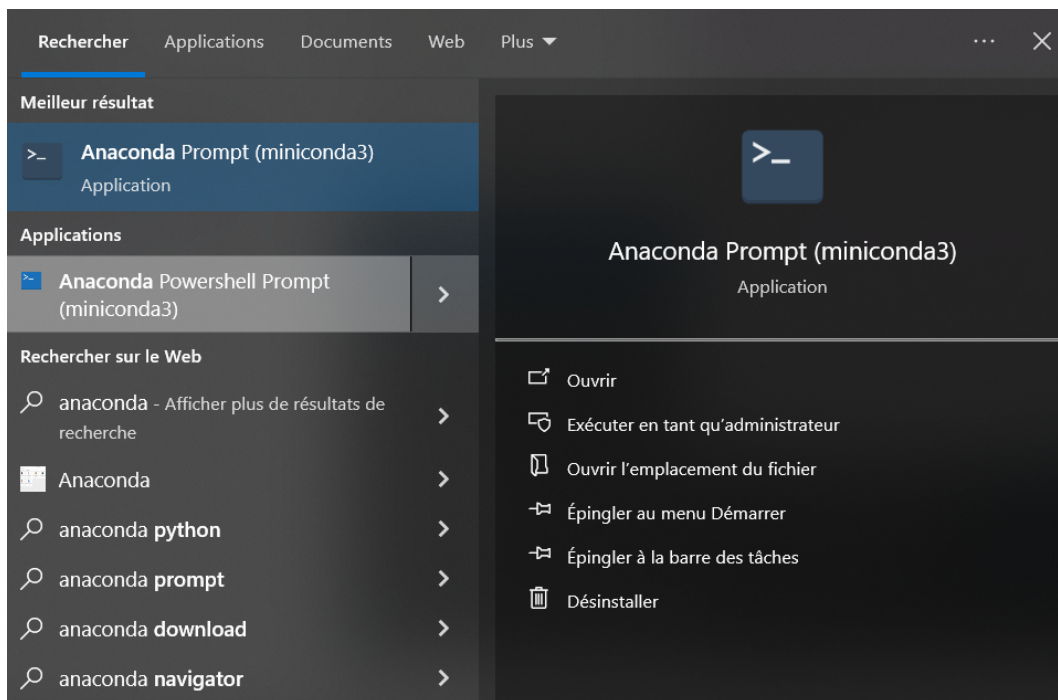 Rechercher Applications Documents Web Plus ...
Meilleur résultat
>_ Anaconda Prompt (miniconda3)
Application
Applications
Anaconda Powershell Prompt
(miniconda3)
Rechercher sur le Web
anaconda - Afficher plus de résultats de
recherche
Anaconda
anaconda python
anaconda prompt
anaconda download
anaconda navigator
>_
Anaconda Prompt (miniconda3)
Application
Ouvrir
Exécuter en tant qu’administrateur
Ouvrir l’emplacement du fichier
Épingler au menu Démarrer
Épingler à la barre des tâches
Désinstaller